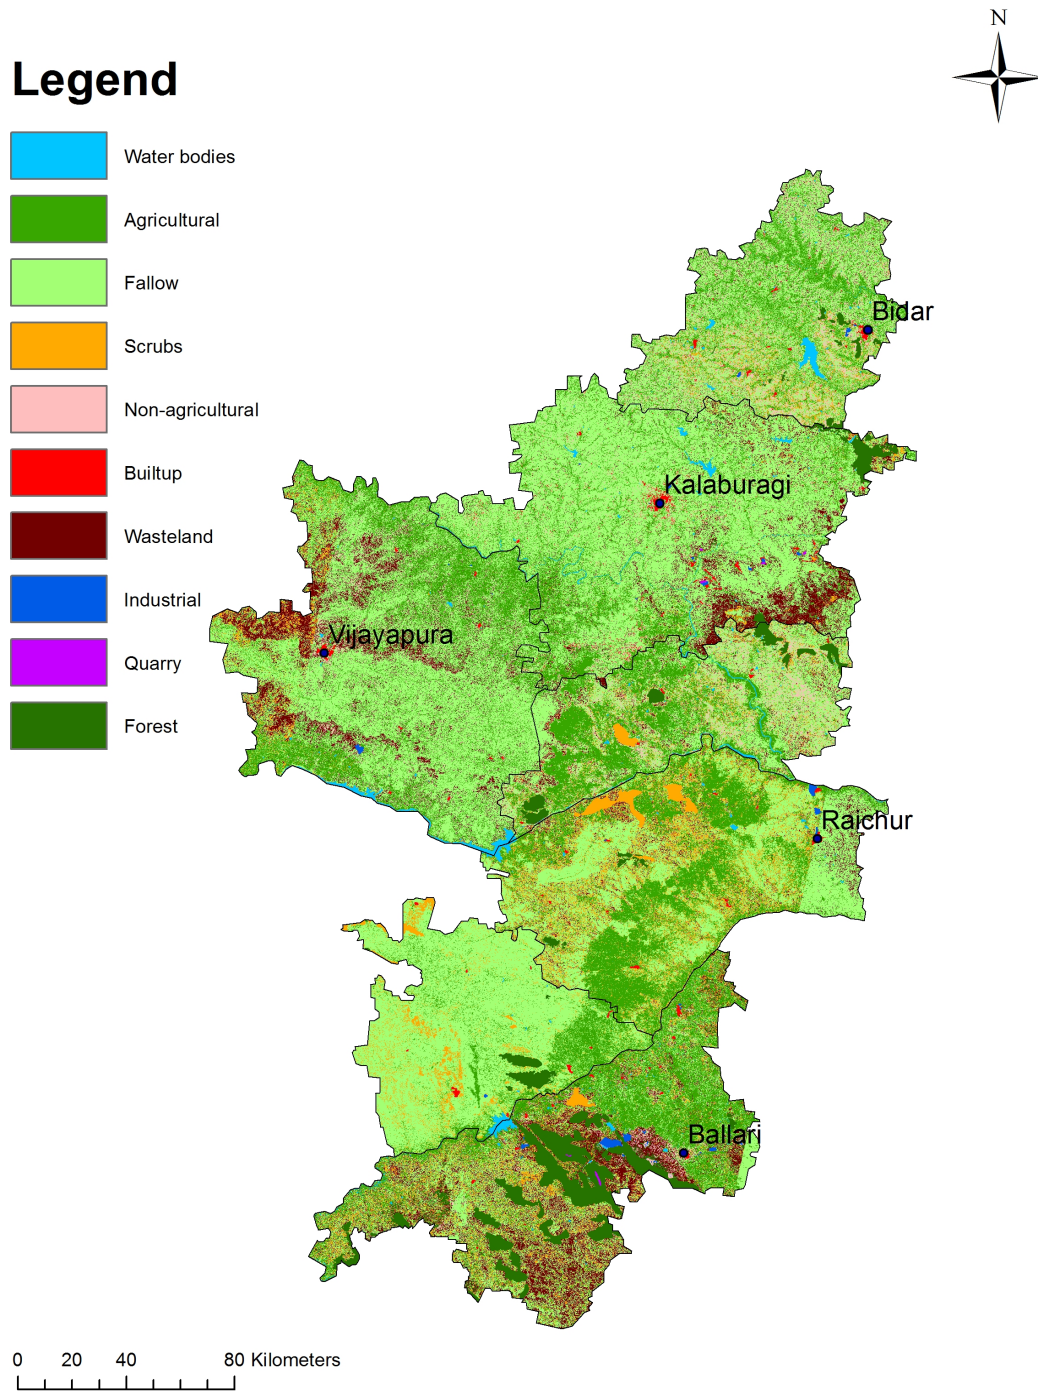 N
Legend
Water bodies
Agricultural
Fallow
Scrubs
Non-agricultural
Builtup
Wasteland
Industrial
Quarry
Forest
Bidar
Kalaburagi
Vijayapura
Raichur
Ballari
0 20 40 80 Kilometers